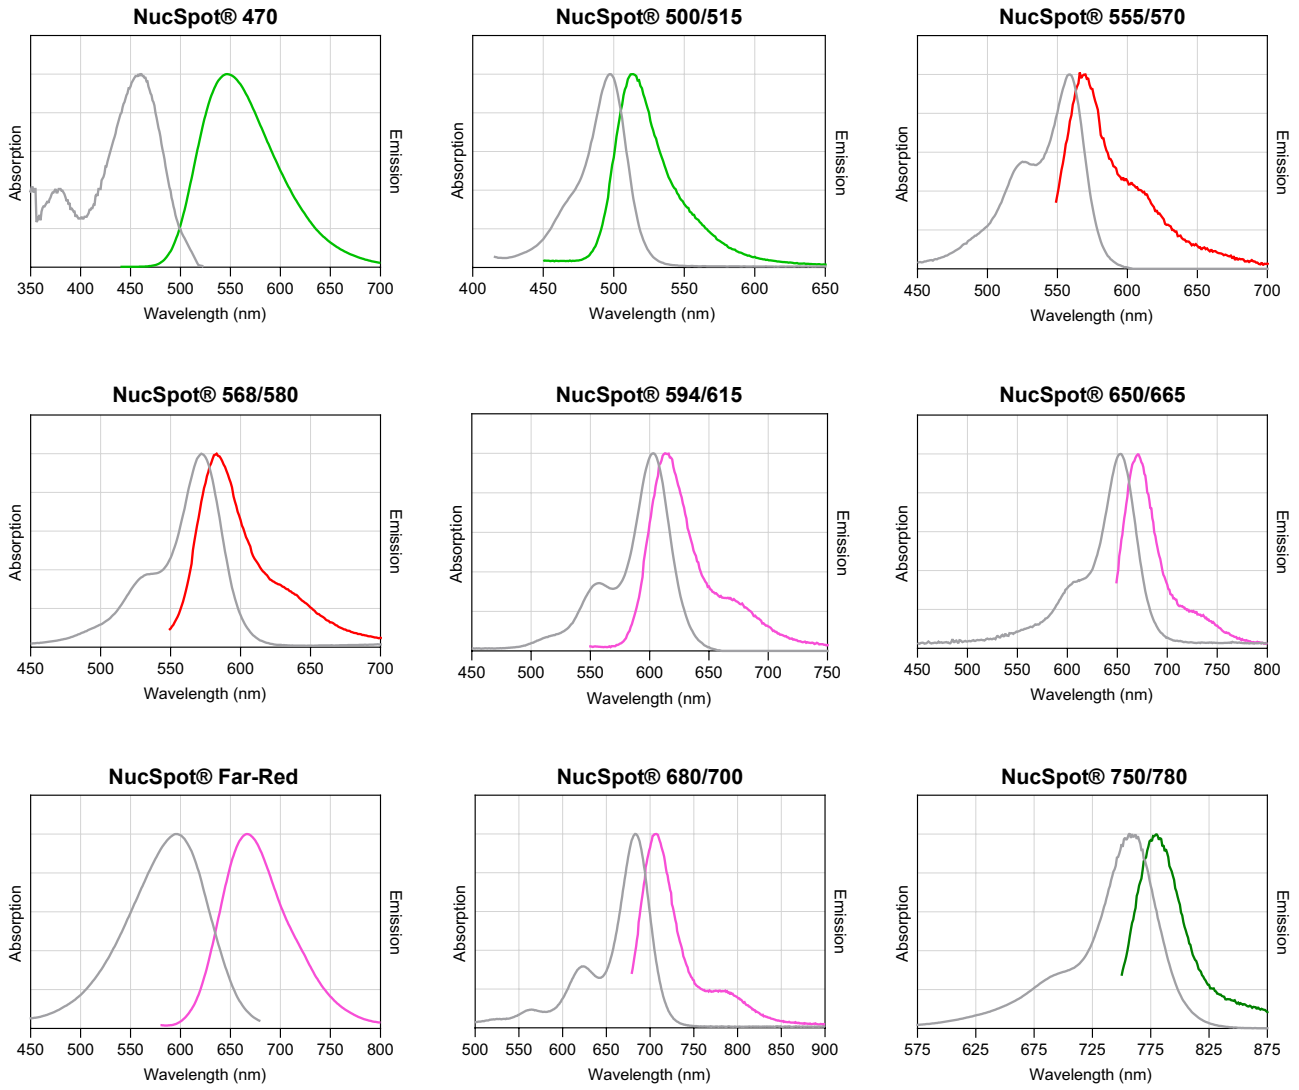 NucSpot® 470
Absorption
Emission
350 400 450 500 550 600 650 700
Wavelength (nm)
NucSpot® 500/515
Absorption
Emission
400 450 500 550 600 650
Wavelength (nm)
NucSpot® 555/570
Absorption
Emission
450 500 550 600 650 700
Wavelength (nm)
NucSpot® 568/580
Absorption
Emission
450 500 550 600 650 700
Wavelength (nm)
NucSpot® 594/615
Absorption
Emission
450 500 550 600 650 700 750
Wavelength (nm)
NucSpot® 650/665
Absorption
Emission
450 500 550 600 650 700 750 800
Wavelength (nm)
NucSpot® Far-Red
Absorption
Emission
450 500 550 600 650 700 750 800
Wavelength (nm)
NucSpot® 680/700
Absorption
Emission
500 550 600 650 700 750 800 850 900
Wavelength (nm)
NucSpot® 750/780
Absorption
Emission
575 625 675 725 775 825 875
Wavelength (nm)